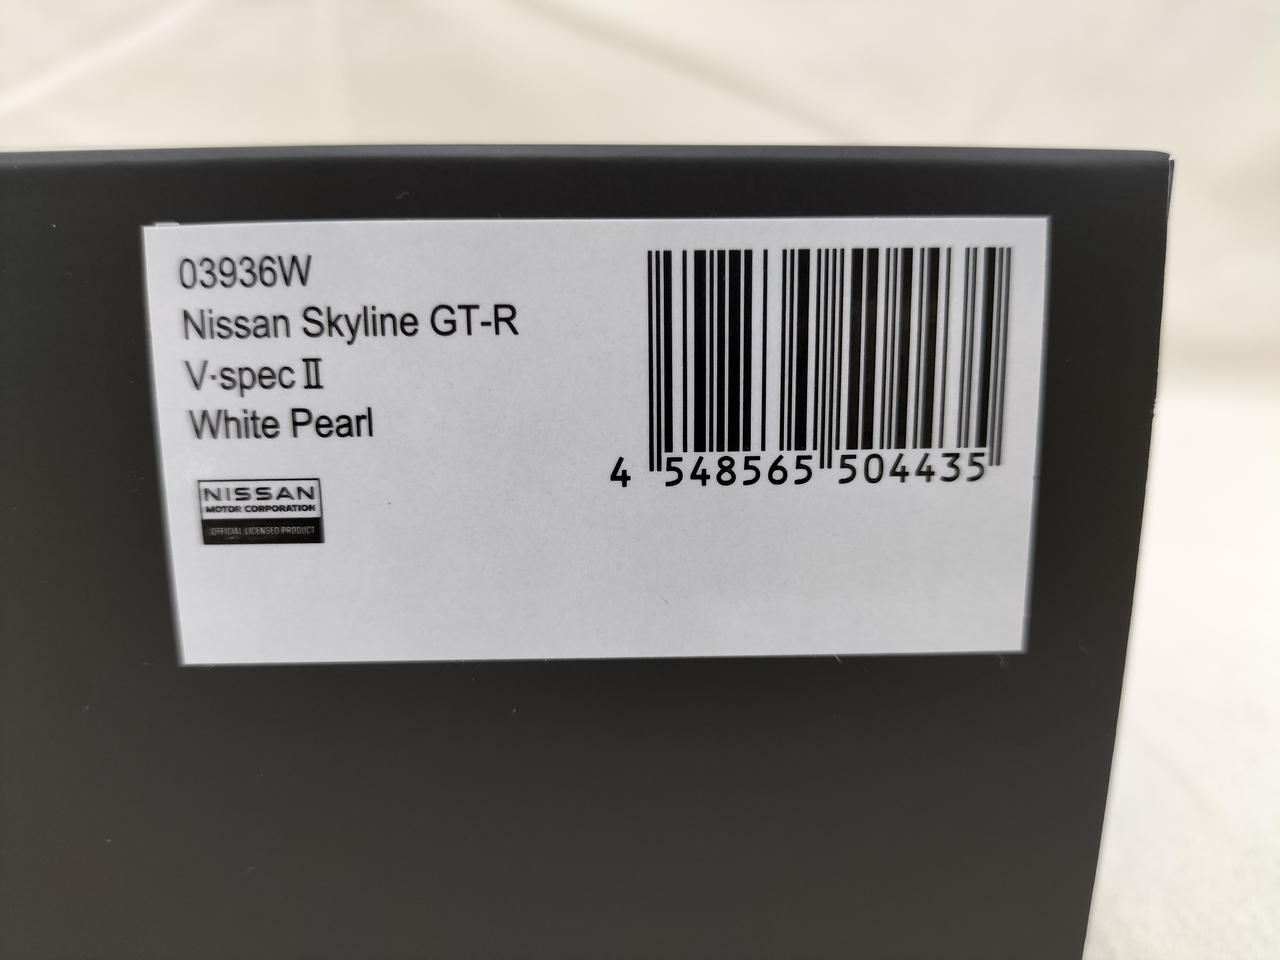 03936W
Nissan Skyline GT-R
V·spec Ⅱ
White Pearl
NISSAN
MOTOR CORPORATION
OFFICIAL LICENSED PRODUCT
4 548565 504435